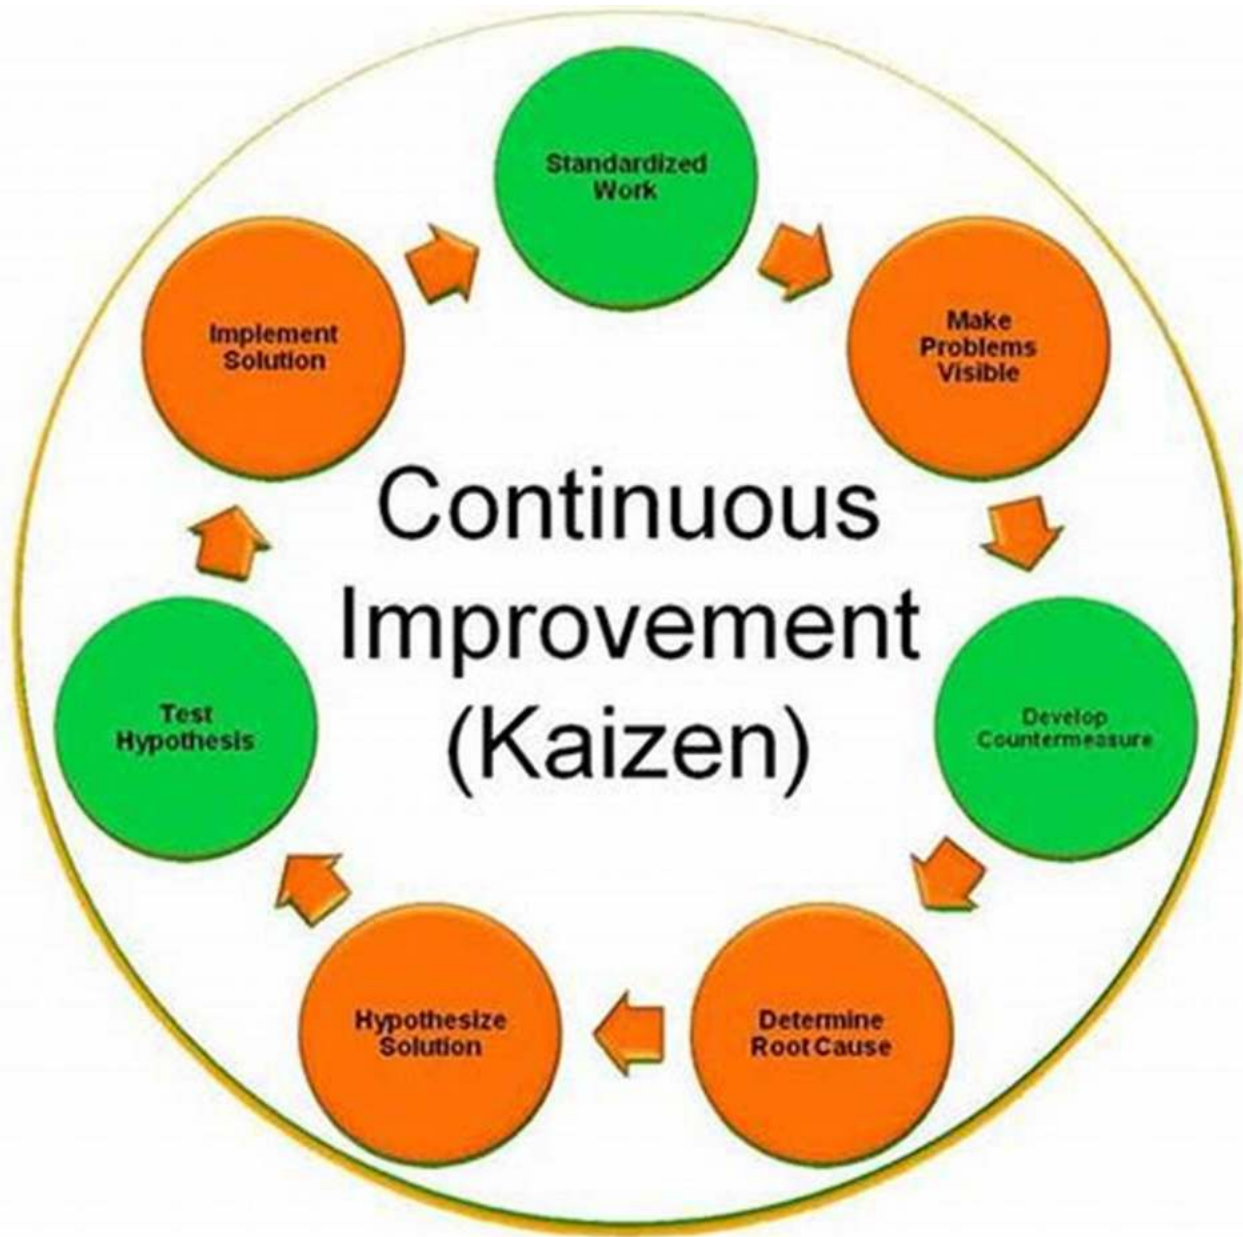 Standardized
Work
Make
Problems
Visible
Develop
Countermeasure
Determine
Root Cause
Hypothesize
Solution
Test
Hypothesis
Implement
Solution
Continuous
Improvement
(Kaizen)